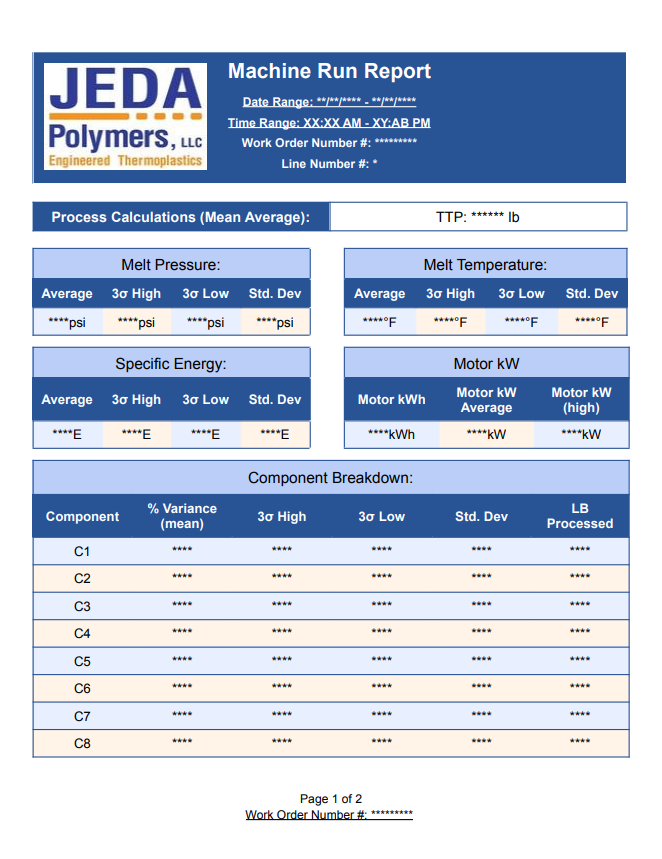 JEDA
Polymers, LLC
Engineered Thermoplastics
Machine Run Report
Date Range: **/**/**** - **/**/****
Time Range: XX:XX AM - XY:AB PM
Work Order Number #: *********
Line Number #: *
Process Calculations (Mean Average): TTP: ****** lb
Melt Pressure:
Average 3σ High 3σ Low Std. Dev
****psi ****psi ****psi ****psi
Melt Temperature:
Average 3σ High 3σ Low Std. Dev
****°F ****°F ****°F ****°F
Specific Energy:
Average 3σ High 3σ Low Std. Dev
****E ****E ****E ****E
Motor kW
Motor kWh Motor kW Average Motor kW (high)
****kWh ****kW ****kW
Component Breakdown:
Component % Variance (mean) 3σ High 3σ Low Std. Dev LB Processed
C1 **** **** **** **** ****
C2 **** **** **** **** ****
C3 **** **** **** **** ****
C4 **** **** **** **** ****
C5 **** **** **** **** ****
C6 **** **** **** **** ****
C7 **** **** **** **** ****
C8 **** **** **** **** ****
Page 1 of 2
Work Order Number #: *********